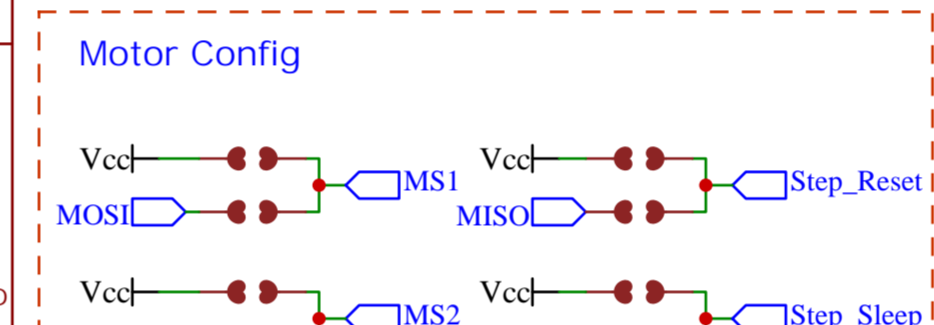 Motor Config
Vcc MS1 Vcc Step_Reset
MOSI MISO
Vcc MS2 Vcc Step_Sleep